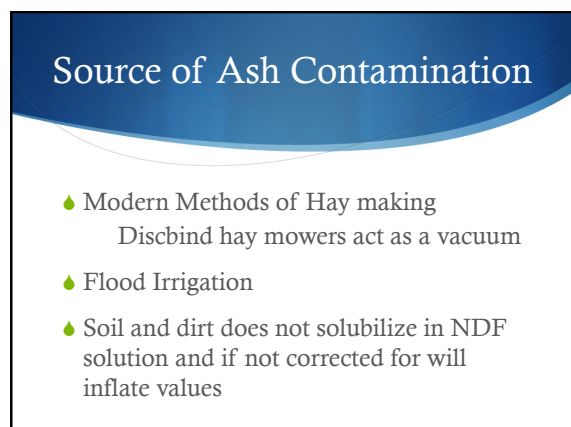 Source of Ash Contamination
Modern Methods of Hay making
Discbind hay mowers act as a vacuum
Flood Irrigation
Soil and dirt does not solubilize in NDF
solution and if not corrected for will
inflate values